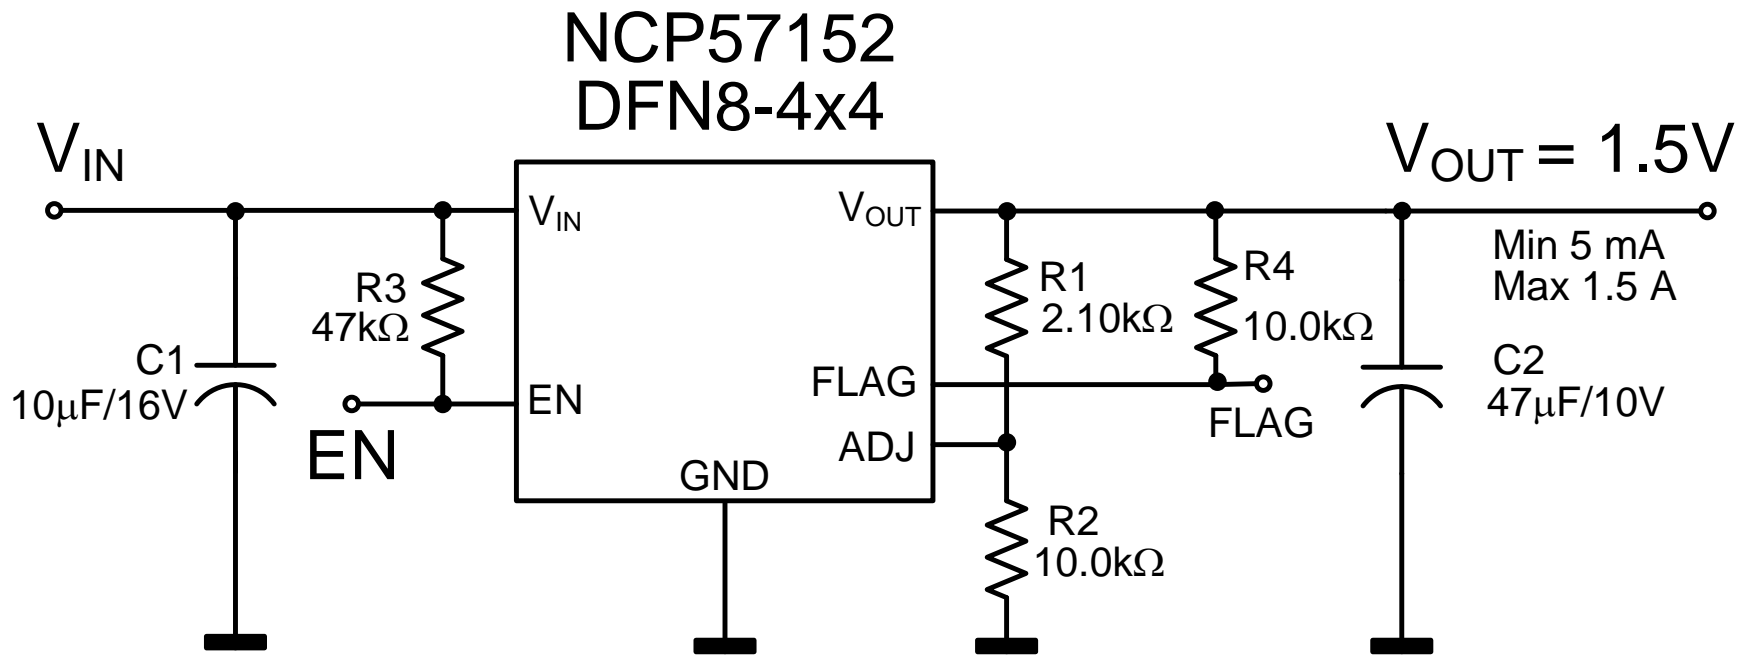 NCP57152
DFN8-4x4
VIN
VOUT = 1.5V
VIN
VOUT
Min 5 mA
Max 1.5 A
R3
47kΩ
R1
2.10kΩ
R4
10.0kΩ
C1
10μF/16V
C2
47μF/10V
EN
EN
FLAG
FLAG
ADJ
GND
R2
10.0kΩ